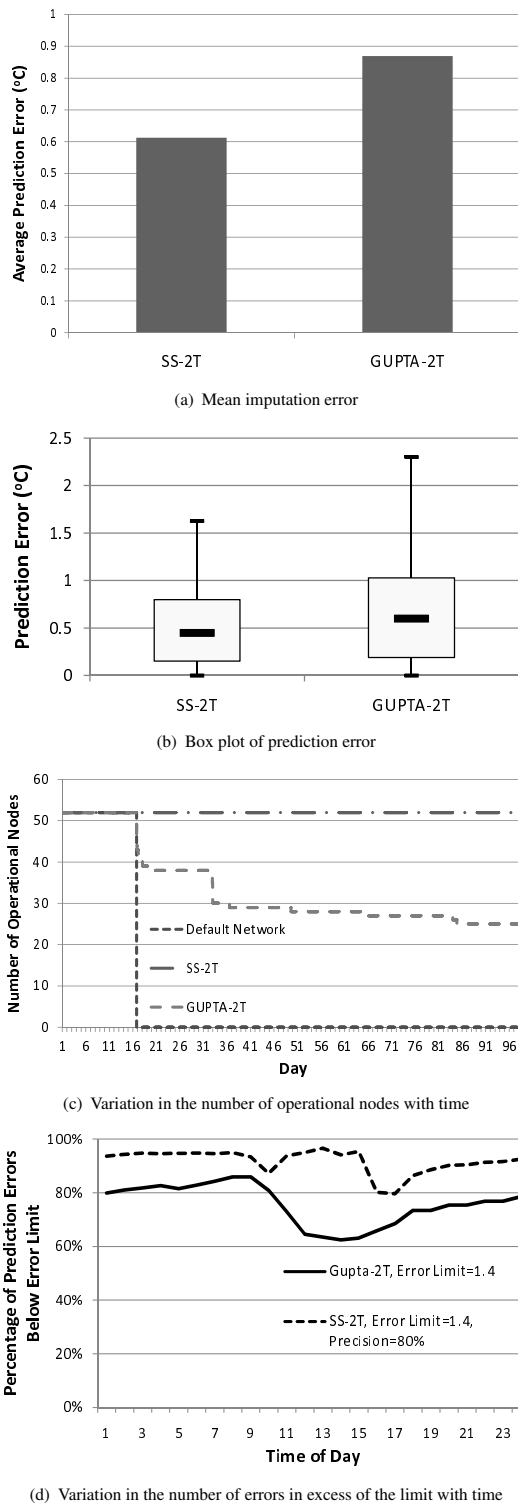 1
0.9
0.8
0.7
0.6
0.5
0.4
0.3
0.2
0.1
0
Average Prediction Error (ºC)
SS-2T GUPTA-2T
(a) Mean imputation error
2.5
2
1.5
1
0.5
0
Prediction Error (ºC)
SS-2T GUPTA-2T
(b) Box plot of prediction error
60
50
40
30
20
10
0
Number of Operational Nodes
Default Network
SS-2T
GUPTA-2T
1 6 11 16 21 26 31 36 41 46 51 56 61 66 71 76 81 86 91 96
Day
(c) Variation in the number of operational nodes with time
100%
80%
60%
40%
20%
0%
Percentage of Prediction Errors
Below Error Limit
Gupta-2T, Error Limit=1.4
SS-2T, Error Limit=1.4,
Precision=80%
1 3 5 7 9 11 13 15 17 19 21 23
Time of Day
(d) Variation in the number of errors in excess of the limit with time